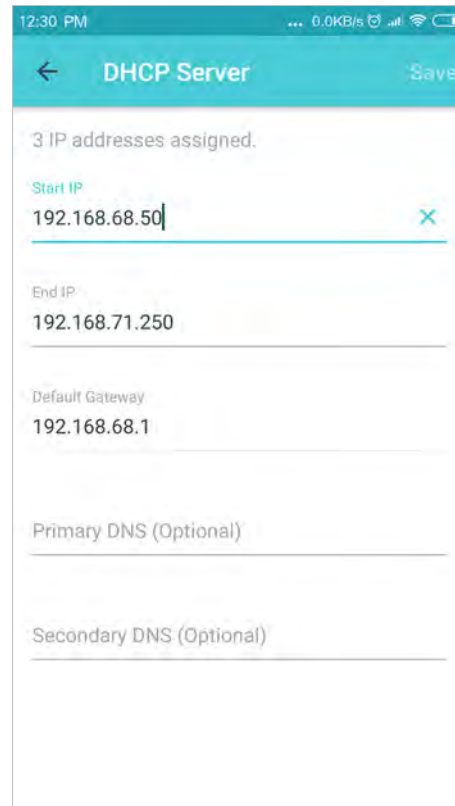 12:30 PM ... 0.0KB/s
DHCP Server Save
3 IP addresses assigned.
Start IP
192.168.68.50
End IP
192.168.71.250
Default Gateway
192.168.68.1
Primary DNS (Optional)
Secondary DNS (Optional)